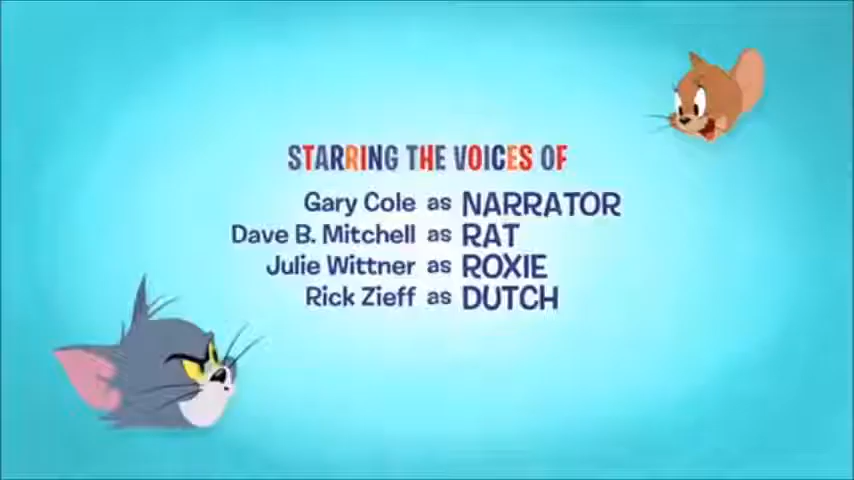 STARRING THE VOICES OF
Gary Cole as NARRATOR
Dave B. Mitchell as RAT
Julie Wittner as ROXIE
Rick Zieff as DUTCH